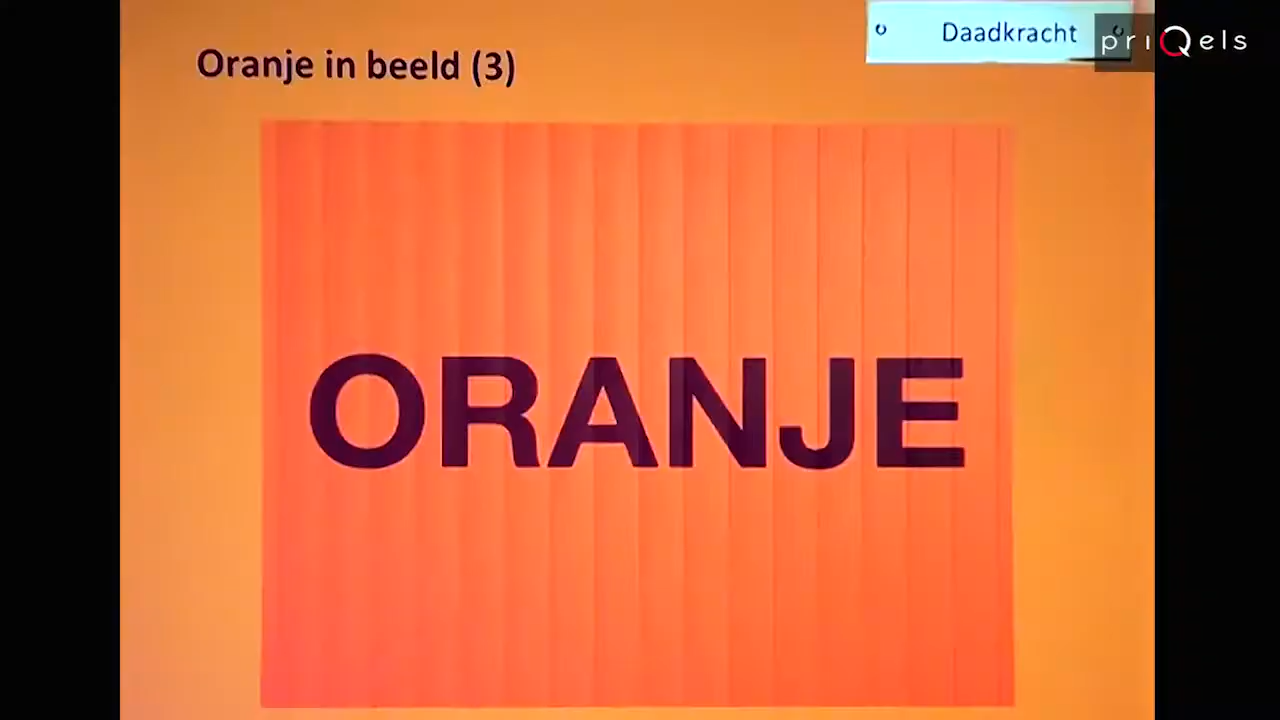 Daadkracht
priQels
Oranje in beeld (3)
ORANJE